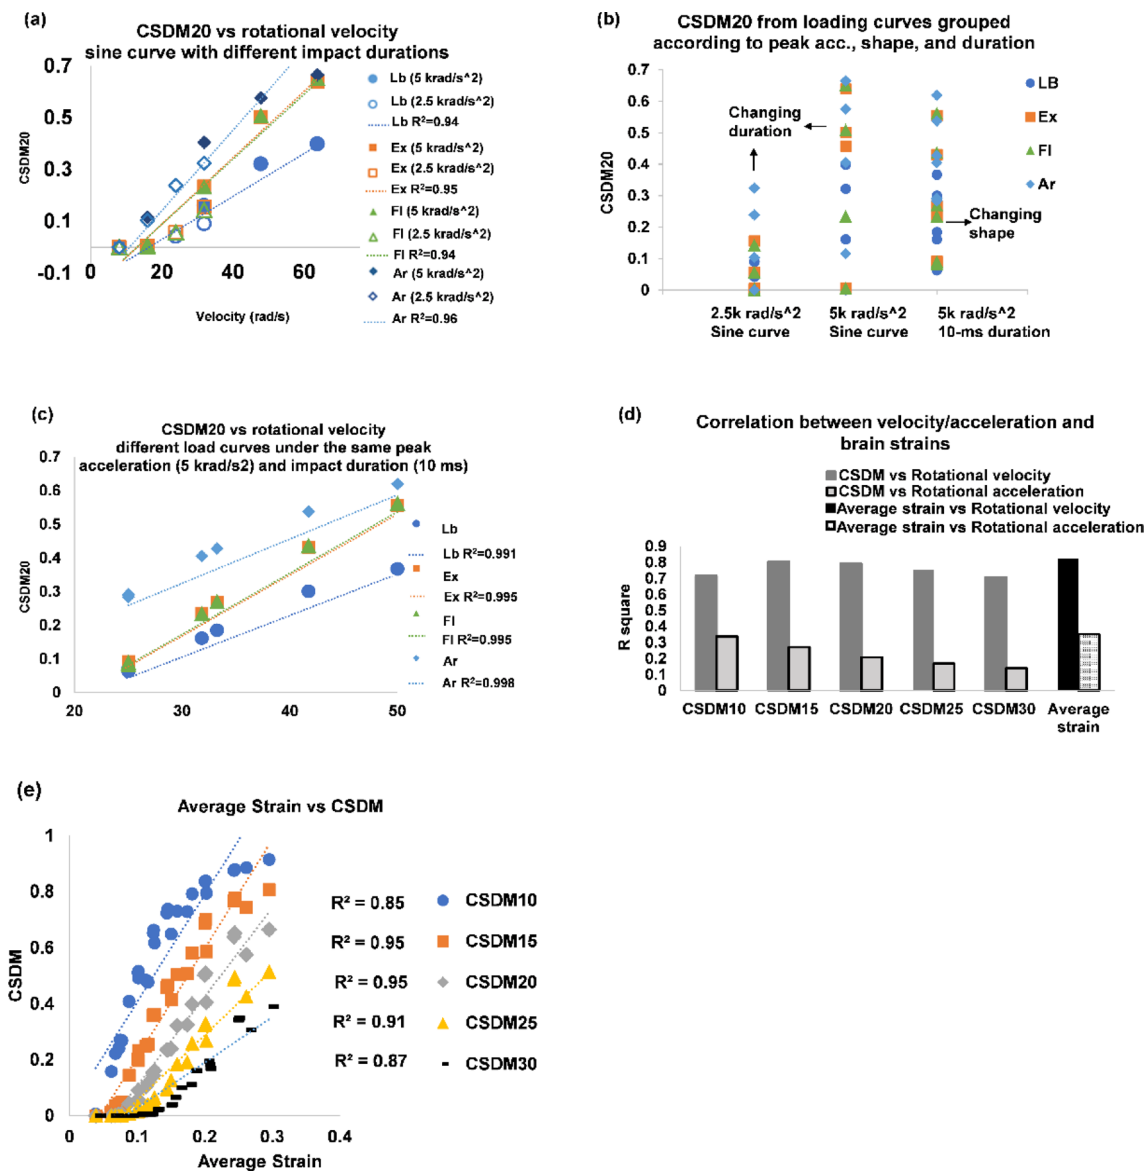 (a)
CSDM20 vs rotational velocity
sine curve with different impact durations
0.7
0.5
0.3
0.1
-0.1
CSDM20
0 20 40 60
Velocity (rad/s)
Lb (5 krad/s^2)
Lb (2.5 krad/s^2)
Lb R²=0.94
Ex (5 krad/s^2)
Ex (2.5 krad/s^2)
Ex R²=0.95
Fl (5 krad/s^2)
Fl (2.5 krad/s^2)
Fl R²=0.94
Ar (5 krad/s^2)
Ar (2.5 krad/s^2)
Ar R²=0.96
(b)
CSDM20 from loading curves grouped
according to peak acc., shape, and duration
0.7
0.6
0.5
0.4
0.3
0.2
0.1
0
CSDM20
Changing
duration
Changing
shape
LB
Ex
Fl
Ar
2.5k rad/s^2 5k rad/s^2 5k rad/s^2
Sine curve Sine curve 10-ms duration
(c)
CSDM20 vs rotational velocity
different load curves under the same peak
acceleration (5 krad/s2) and impact duration (10 ms)
0.7
0.6
0.5
0.4
0.3
0.2
0.1
0
CSDM20
20 30 40 50
Lb
Lb R²=0.991
Ex
Ex R²=0.995
Fl
Fl R²=0.995
Ar
Ar R²=0.998
(d)
Correlation between velocity/acceleration and
brain strains
CSDM vs Rotational velocity
CSDM vs Rotational acceleration
Average strain vs Rotational velocity
Average strain vs Rotational acceleration
0.9
0.8
0.7
0.6
0.5
0.4
0.3
0.2
0.1
0
R square
CSDM10 CSDM15 CSDM20 CSDM25 CSDM30 Average
strain
(e)
Average Strain vs CSDM
1
0.8
0.6
0.4
0.2
0
CSDM
0 0.1 0.2 0.3 0.4
Average Strain
R² = 0.85 CSDM10
R² = 0.95 CSDM15
R² = 0.95 CSDM20
R² = 0.91 CSDM25
R² = 0.87 CSDM30